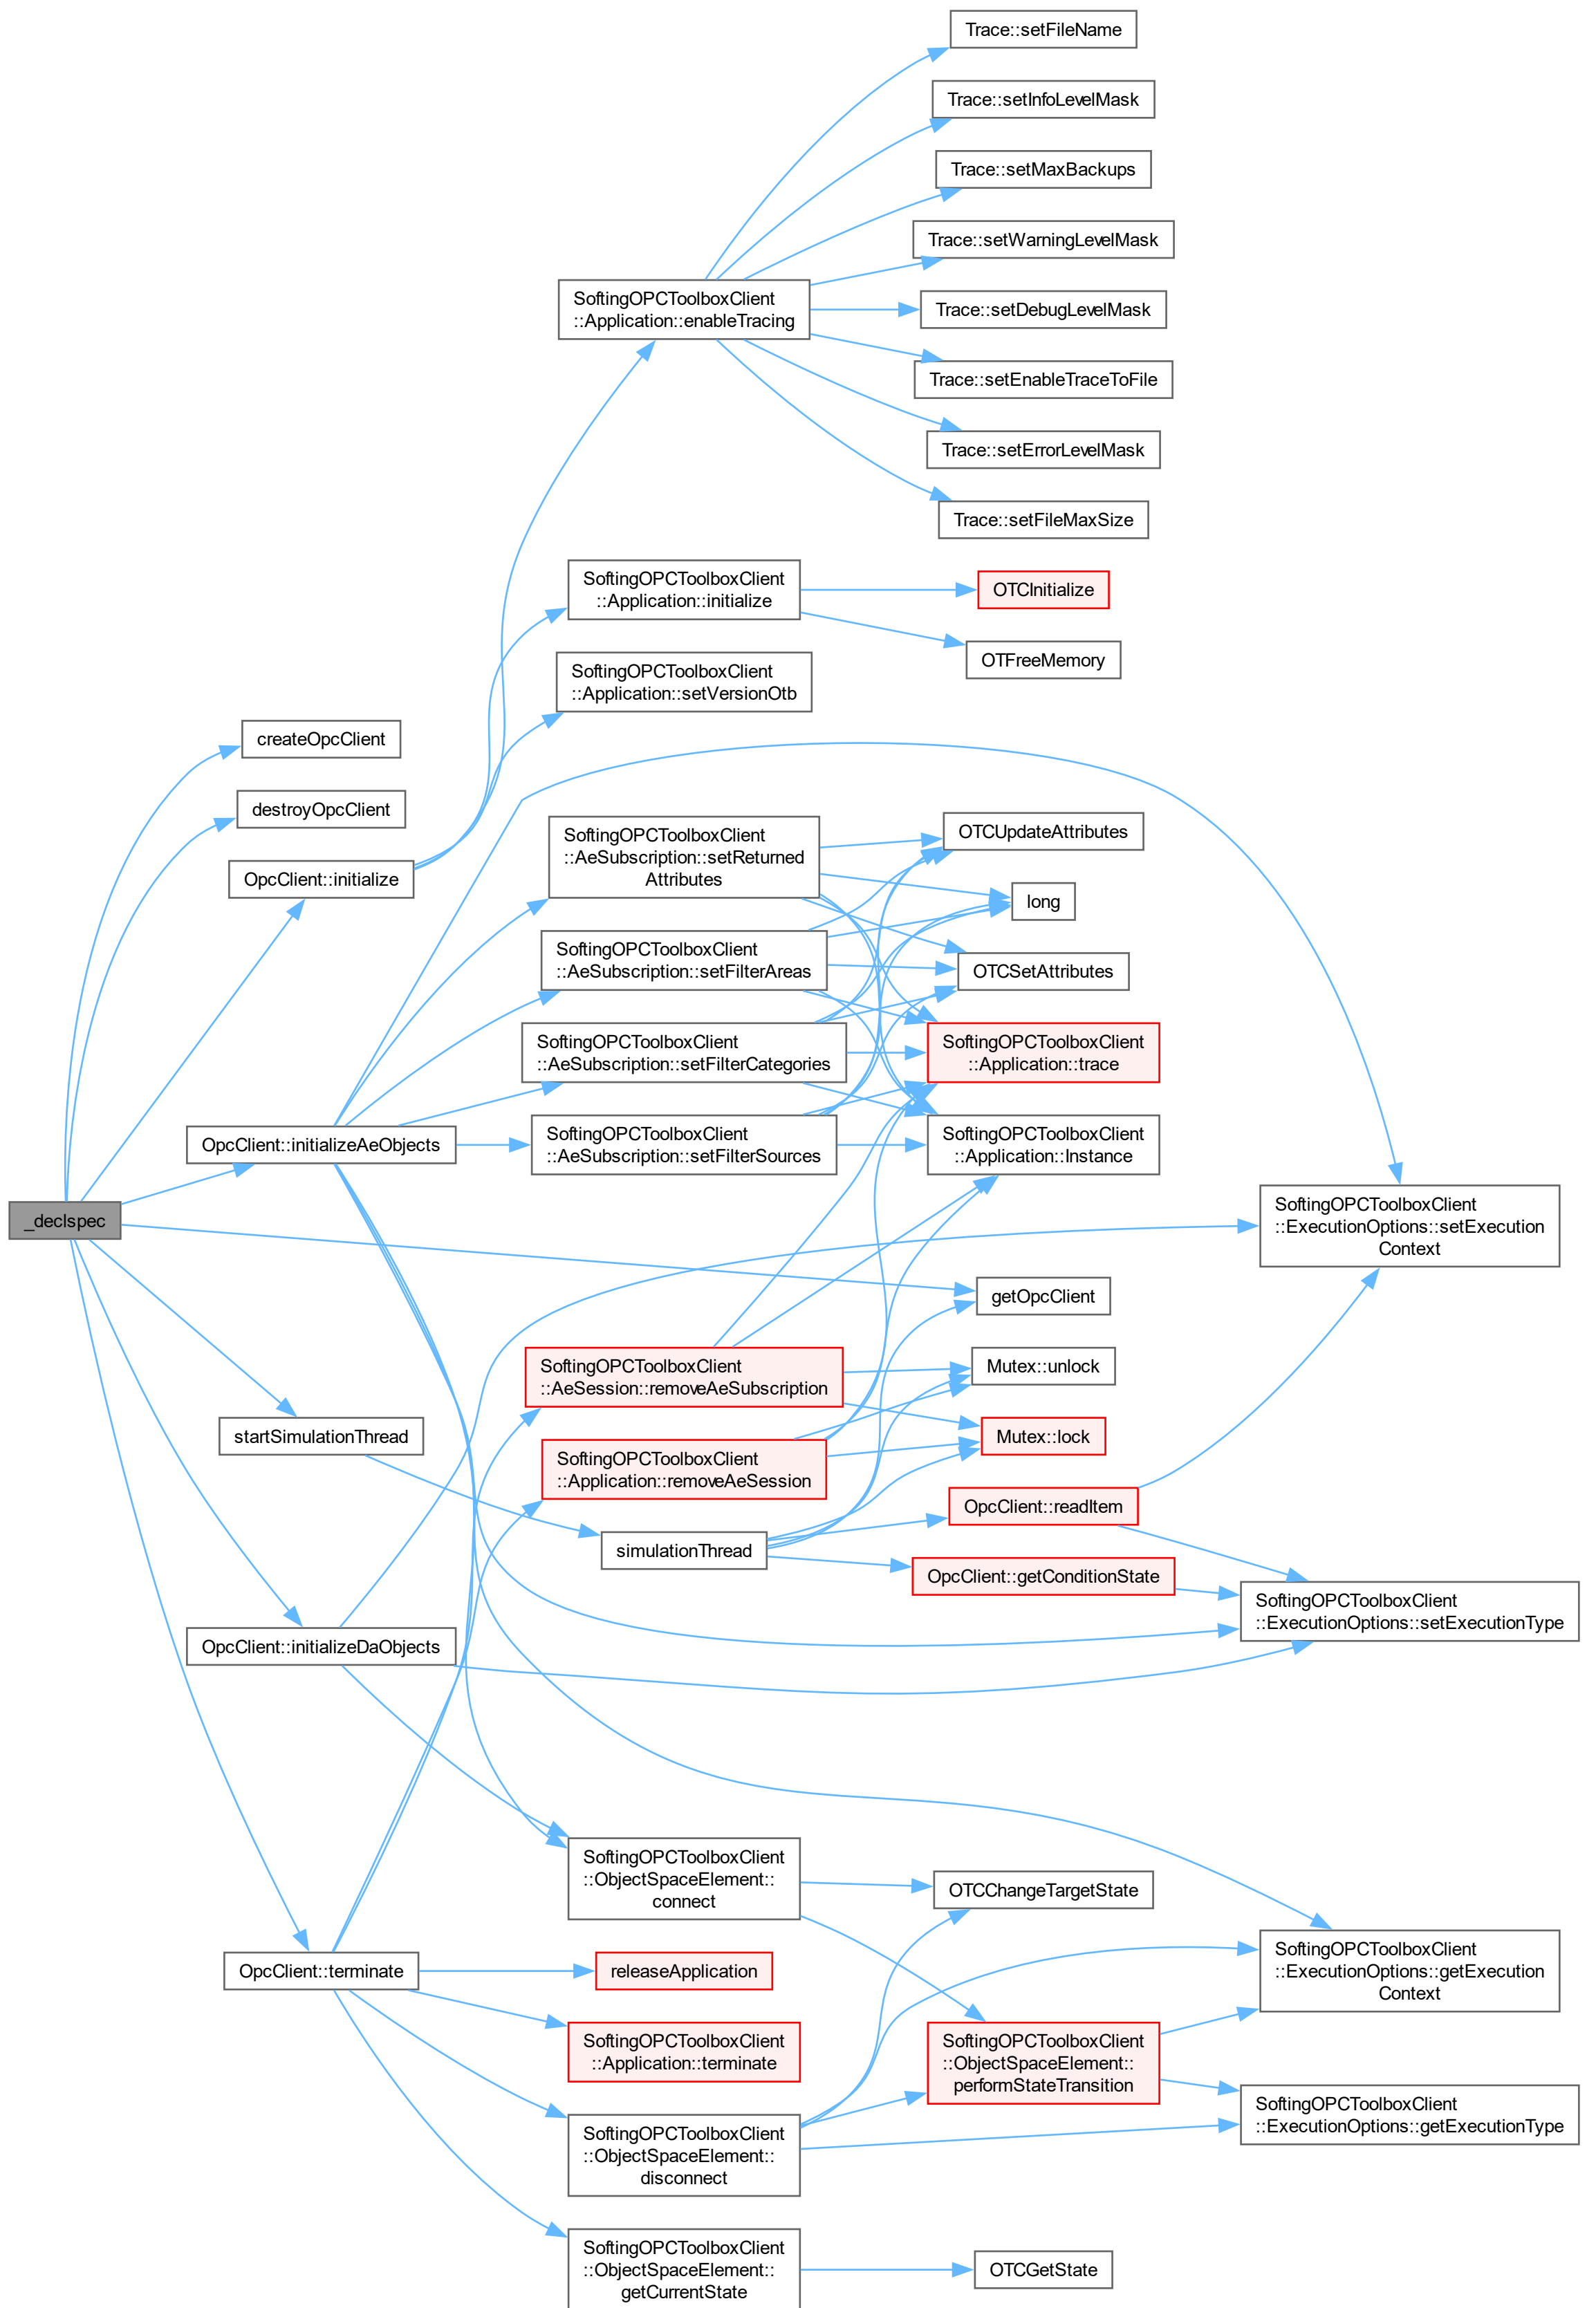 Trace::setFileName
Trace::setInfoLevelMask
Trace::setMaxBackups
Trace::setWarningLevelMask
SoftingOPCToolboxClient
::Application::enableTracing
Trace::setDebugLevelMask
Trace::setEnableTraceToFile
Trace::setErrorLevelMask
Trace::setFileMaxSize
SoftingOPCToolboxClient
::Application::initialize
OTCInitialize
OTFreeMemory
SoftingOPCToolboxClient
::Application::setVersionOtb
createOpcClient
destroyOpcClient
OpcClient::initialize
SoftingOPCToolboxClient
::AeSubscription::setReturned
Attributes
OTCUpdateAttributes
long
SoftingOPCToolboxClient
::AeSubscription::setFilterAreas
OTCSetAttributes
SoftingOPCToolboxClient
::AeSubscription::setFilterCategories
SoftingOPCToolboxClient
::Application::trace
OpcClient::initializeAeObjects
SoftingOPCToolboxClient
::AeSubscription::setFilterSources
SoftingOPCToolboxClient
::Application::Instance
_declspec
SoftingOPCToolboxClient
::ExecutionOptions::setExecution
Context
getOpcClient
SoftingOPCToolboxClient
::AeSession::removeAeSubscription
Mutex::unlock
startSimulationThread
Mutex::lock
SoftingOPCToolboxClient
::Application::removeAeSession
OpcClient::readItem
simulationThread
OpcClient::getConditionState
SoftingOPCToolboxClient
::ExecutionOptions::setExecutionType
OpcClient::initializeDaObjects
SoftingOPCToolboxClient
::ObjectSpaceElement::
connect
OTCChangeTargetState
OpcClient::terminate
releaseApplication
SoftingOPCToolboxClient
::ExecutionOptions::getExecution
Context
SoftingOPCToolboxClient
::Application::terminate
SoftingOPCToolboxClient
::ObjectSpaceElement::
performStateTransition
SoftingOPCToolboxClient
::ExecutionOptions::getExecutionType
SoftingOPCToolboxClient
::ObjectSpaceElement::
disconnect
SoftingOPCToolboxClient
::ObjectSpaceElement::
getCurrentState
OTCGetState